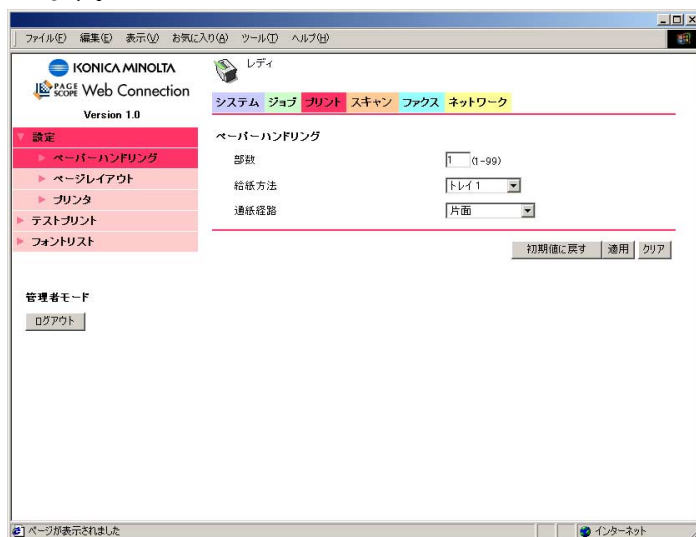 ファイル(F) 編集(E) 表示(V) お気に入り(A) ツール(T) ヘルプ(H)
KONICA MINOLTA
PAGE SCOPE Web Connection
Version 1.0
レディ
システム ジョブ プリント スキャン ファクス ネットワーク
設定
ペーパーハンドリング
ページレイアウト
プリンタ
テストプリント
フォントリスト
ペーパーハンドリング
部数 1 (1-99)
給紙方法 トレイ1
通紙経路 片面
初期値に戻す 適用 クリア
管理者モード
ログアウト
ページが表示されました インターネット